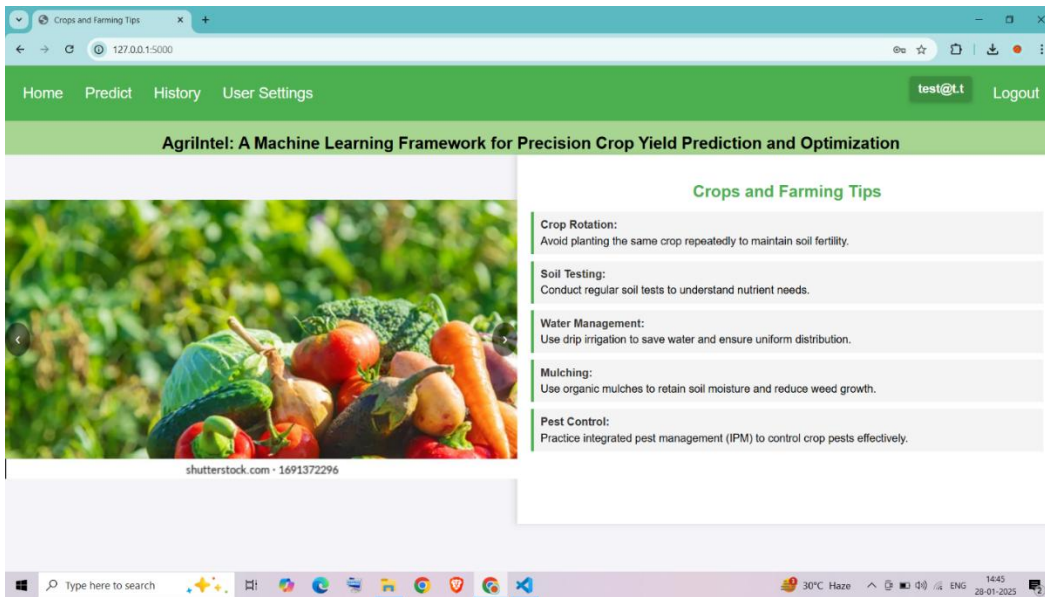 Crops and Farming Tips
127.0.0.1:5000
Home Predict History User Settings test@t.t Logout
AgriIntel: A Machine Learning Framework for Precision Crop Yield Prediction and Optimization
Crops and Farming Tips
Crop Rotation:
Avoid planting the same crop repeatedly to maintain soil fertility.
Soil Testing:
Conduct regular soil tests to understand nutrient needs.
Water Management:
Use drip irrigation to save water and ensure uniform distribution.
Mulching:
Use organic mulches to retain soil moisture and reduce weed growth.
Pest Control:
Practice integrated pest management (IPM) to control crop pests effectively.
shutterstock.com · 1691372296
Type here to search
30°C Haze
ENG
14:45
28-01-2025
2